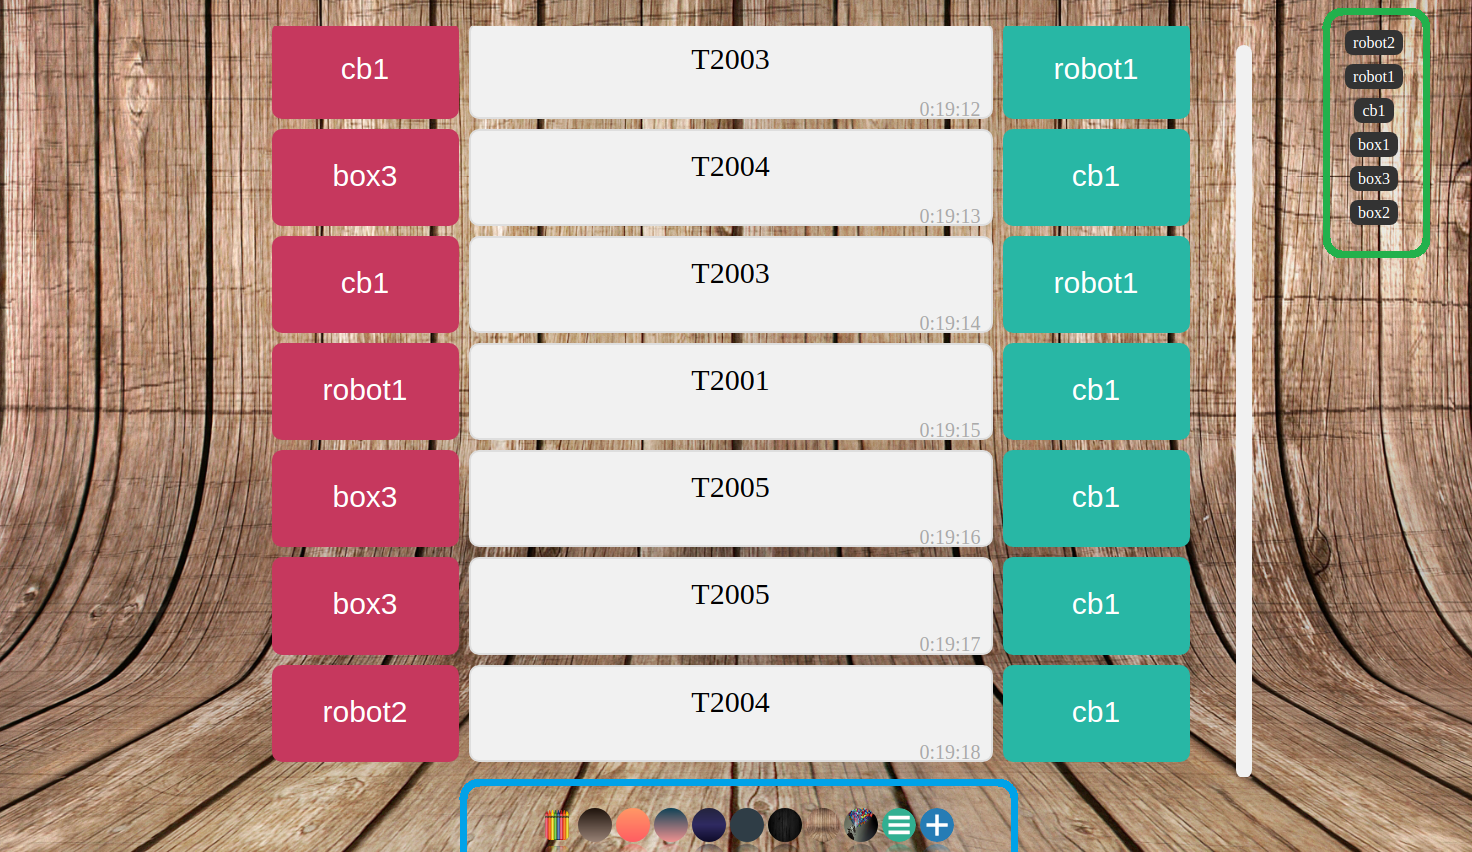 cb1 T2003 0:19:12 robot1
box3 T2004 0:19:13 cb1
cb1 T2003 0:19:14 robot1
robot1 T2001 0:19:15 cb1
box3 T2005 0:19:16 cb1
box3 T2005 0:19:17 cb1
robot2 T2004 0:19:18 cb1
robot2
robot1
cb1
box1
box3
box2